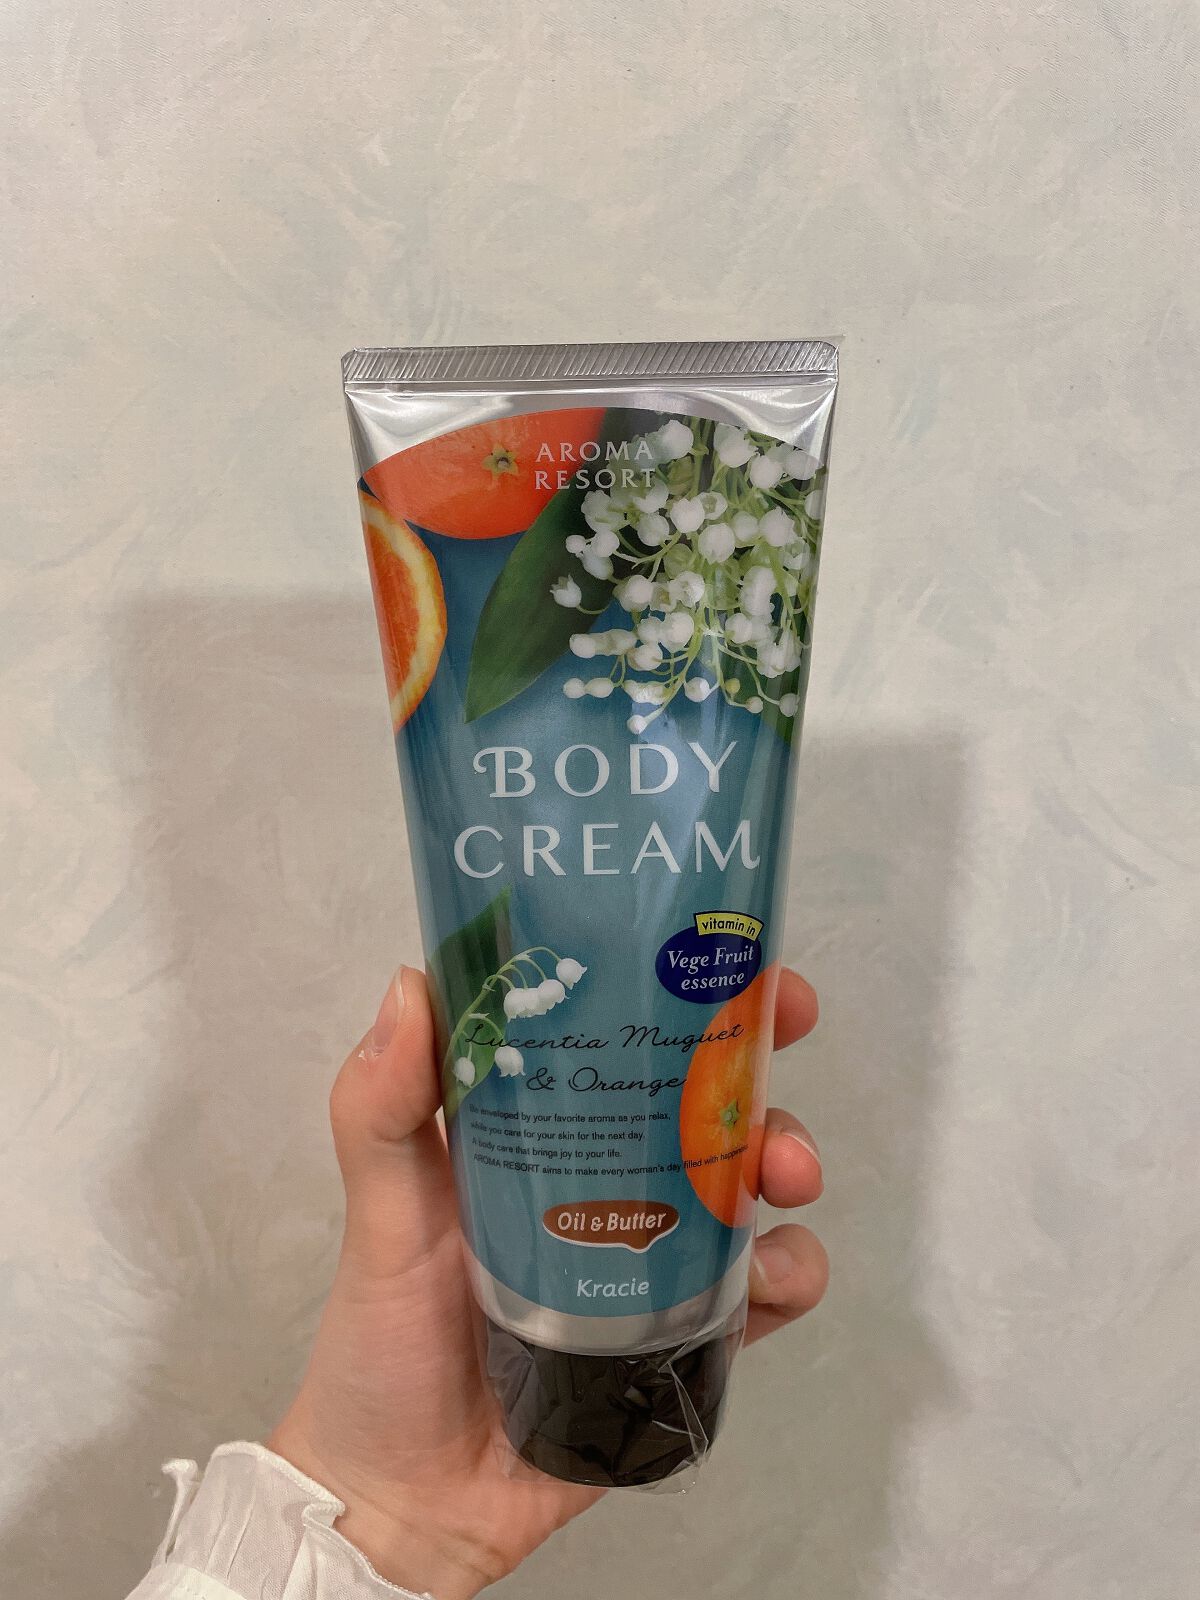 AROMA
RESORT
BODY
CREAM
vitamin in
Vege Fruit
essence
Lucentia Muguet
& Orange
Be enveloped by your favorite aroma as you relax,
while you care for your skin for the next day.
A body care that brings joy to your life.
AROMA RESORT aims to make every woman's day filled with happiness.
Oil & Butter
Kracie